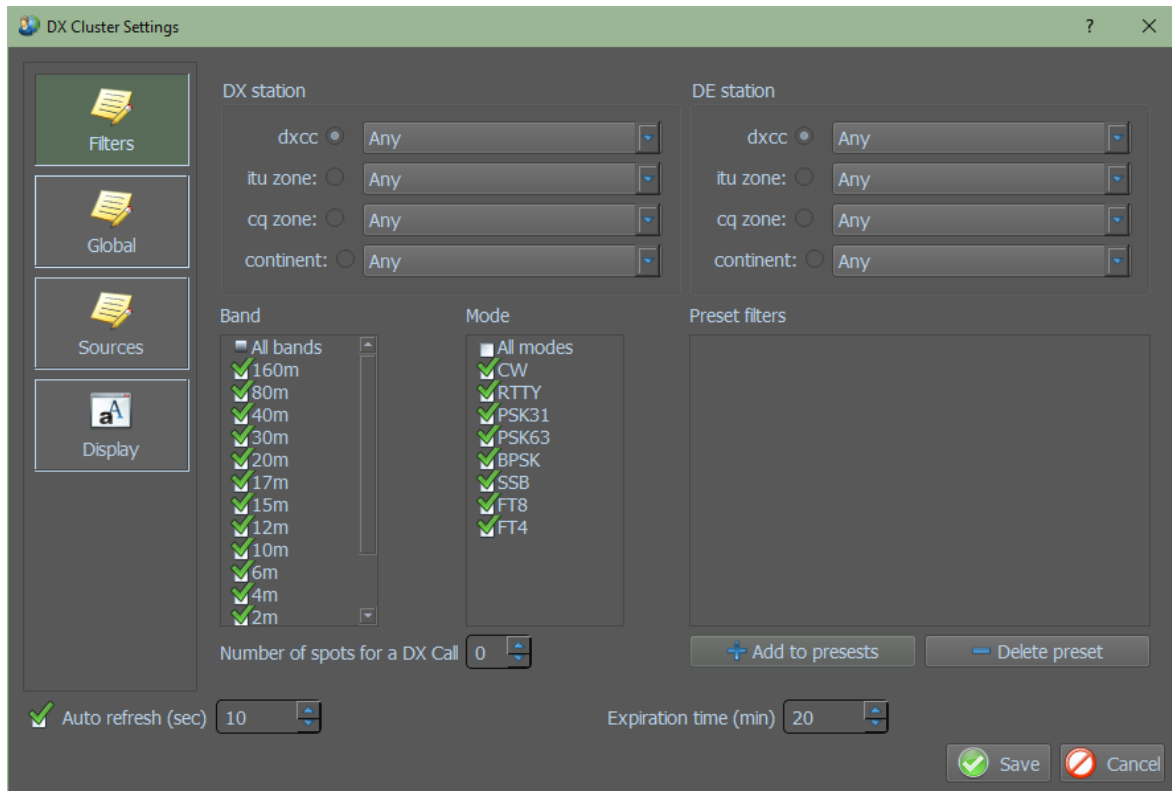 DX Cluster Settings
?
Filters
Global
Sources
Display
DX station
dxcc Any
itu zone: Any
cq zone: Any
continent: Any
DE station
dxcc Any
itu zone: Any
cq zone: Any
continent: Any
Band
All bands
160m
80m
40m
30m
20m
17m
15m
12m
10m
6m
4m
2m
Mode
All modes
CW
RTTY
PSK31
PSK63
BPSK
SSB
FT8
FT4
Preset filters
Number of spots for a DX Call 0
Add to presests
Delete preset
Auto refresh (sec) 10
Expiration time (min) 20
Save
Cancel